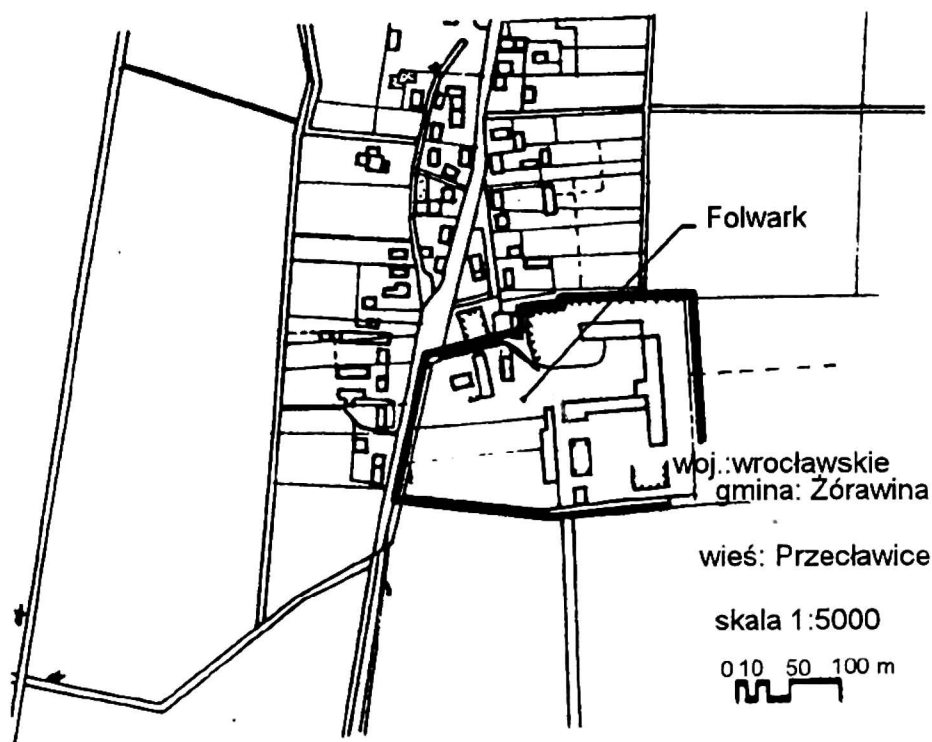 Folwark
woj.:wrocławskie
gmina: Żórawina
wieś: Przecławice
skala 1:5000
0 10 50 100 m